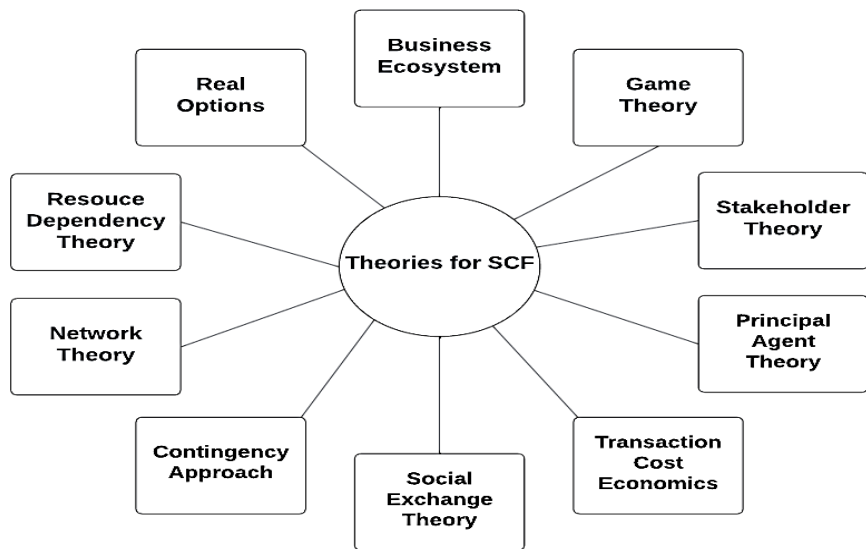 Business
Ecosystem
Real
Options
Game
Theory
Resouce
Dependency
Theory
Stakeholder
Theory
Theories for SCF
Network
Theory
Principal
Agent
Theory
Contingency
Approach
Social
Exchange
Theory
Transaction
Cost
Economics